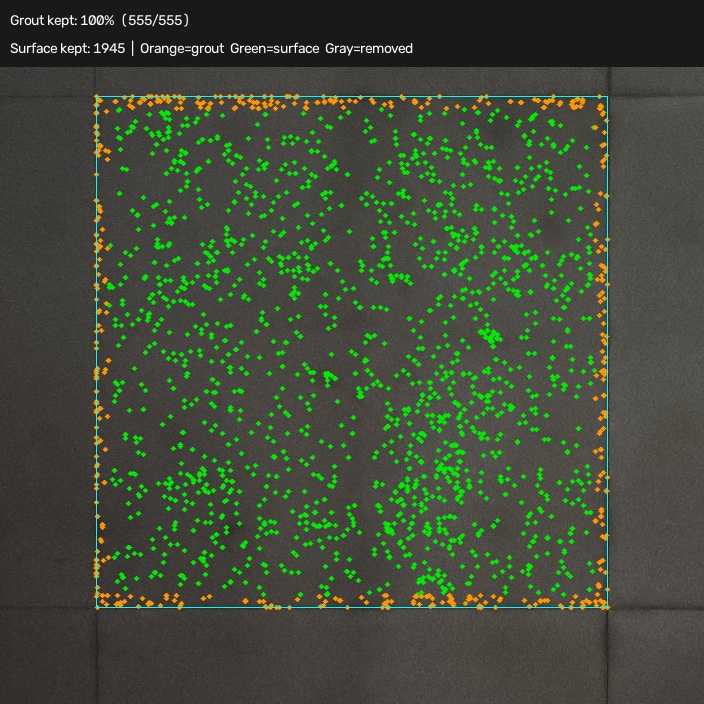 Grout kept: 100% (555/555)
Surface kept: 1945 | Orange=grout Green=surface Gray=removed